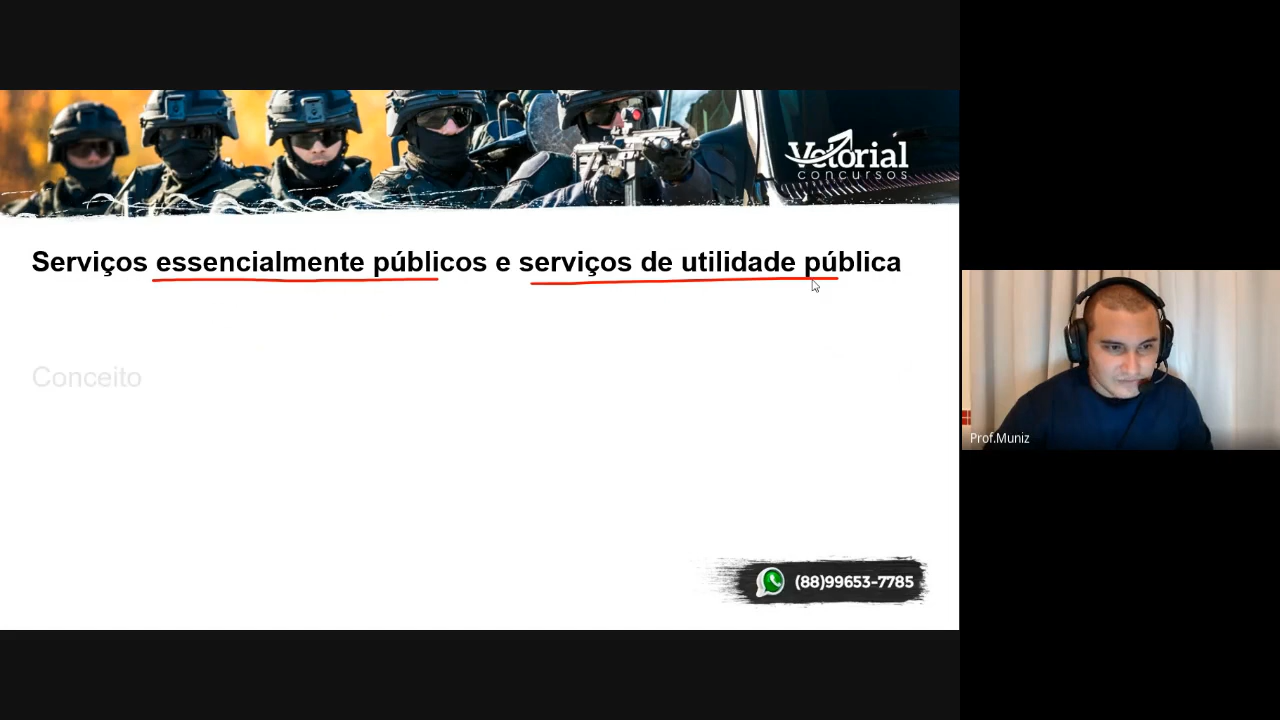 Vetorial
concursos
Serviços essencialmente públicos e serviços de utilidade pública
Conceito
Prof.Muniz
(88)99653-7785